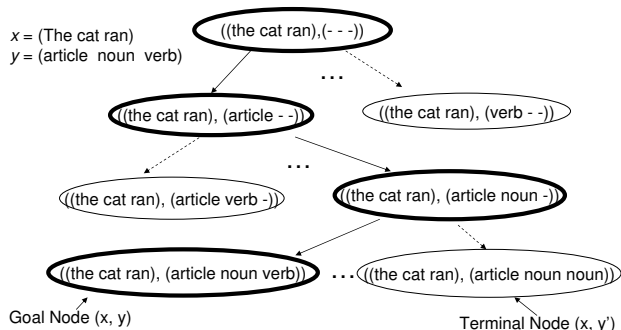 x = (The cat ran)
y = (article noun verb)
((the cat ran),(- - -))
...
((the cat ran), (article - -))
((the cat ran), (verb - -))
...
((the cat ran), (article verb -))
((the cat ran), (article noun -))
((the cat ran), (article noun verb))
...
((the cat ran), (article noun noun))
Goal Node (x, y)
Terminal Node (x, y')